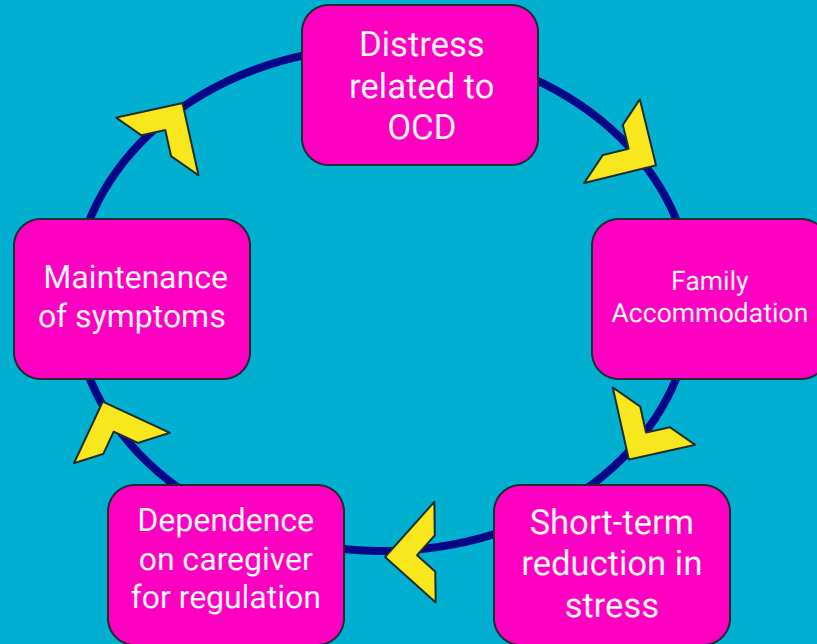 Distress
related to
OCD
Family
Accommodation
Short-term
reduction in
stress
Dependence
on caregiver
for regulation
Maintenance
of symptoms